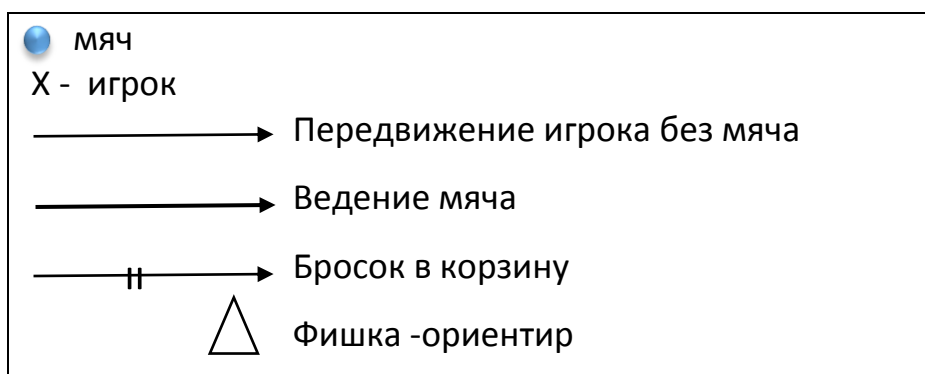 мяч
Х - игрок
Передвижение игрока без мяча
Ведение мяча
Бросок в корзину
Фишка -ориентир